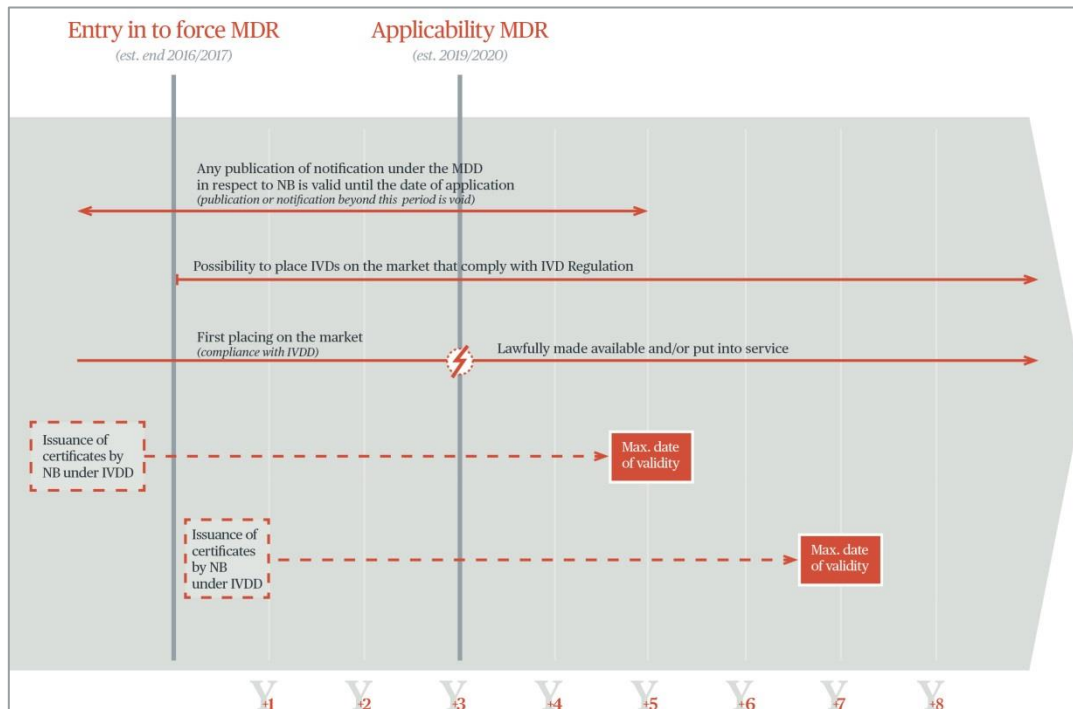 Entry in to force MDR
(est. end 2016/2017)
Applicability MDR
(est. 2019/2020)
Any publication of notification under the MDD
in respect to NB is valid until the date of application
(publication or notification beyond this period is void)
Possibility to place IVDs on the market that comply with IVD Regulation
First placing on the market
(compliance with IVDD)
Lawfully made available and/or put into service
Issuance of
certificates by
NB under IVDD
Max. date
of validity
Issuance of
certificates
by NB
under IVDD
Max. date
of validity
Y+1
Y+2
Y+3
Y+4
Y+5
Y+6
Y+7
Y+8